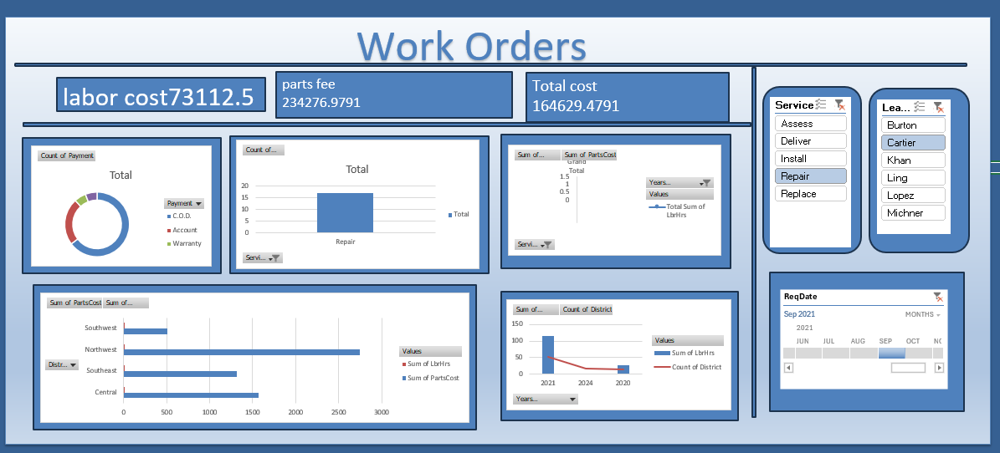 Work Orders
labor cost73112.5
parts fee
234276.9791
Total cost
164629.4791
Service
Assess
Deliver
Install
Repair
Replace
Lea...
Burton
Cartier
Khan
Ling
Lopez
Michner
Count of Payment
Total
Payment
C.O.D.
Account
Warranty
Count of...
Total
20
15
10
5
0
Repair
Total
Servi...
Sum of...
Sum of PartsCost
Grand
Total
1.5
1
0.5
0
Years...
Values
Total Sum of
LbrHrs
Servi...
Sum of PartsCost
Sum of...
Southwest
Northwest
Southeast
Central
Distr...
0
500
1000
1500
2000
2500
3000
Values
Sum of LbrHrs
Sum of PartsCost
Sum of...
Count of District
150
100
50
0
2021
2024
2020
Values
Sum of LbrHrs
Count of District
Years...
ReqDate
Sep 2021
MONTHS
2021
JUN
JUL
AUG
SEP
OCT